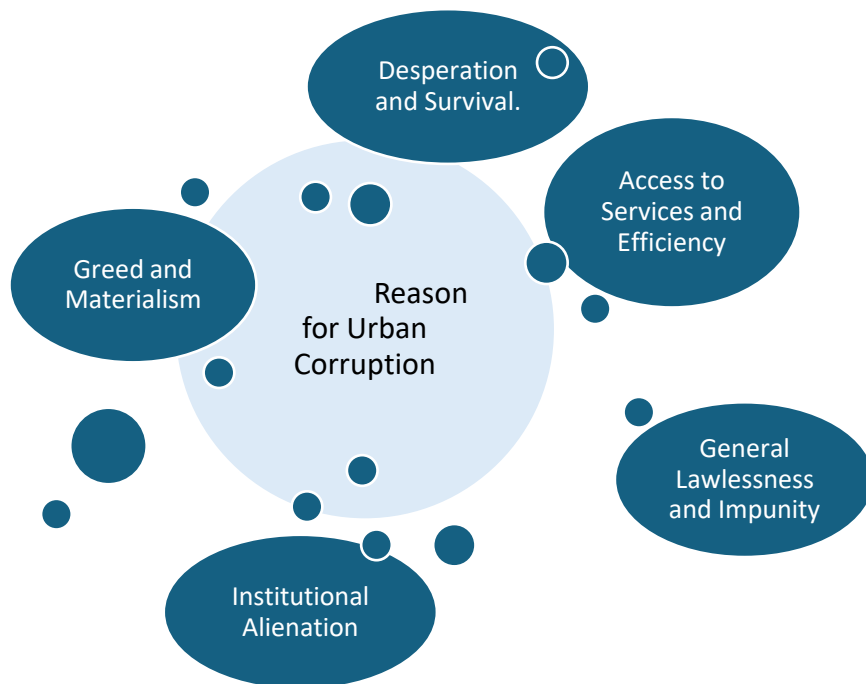 Desperation
and Survival.
Access to
Services and
Efficiency
Greed and
Materialism
Reason
for Urban
Corruption
General
Lawlessness
and Impunity
Institutional
Alienation